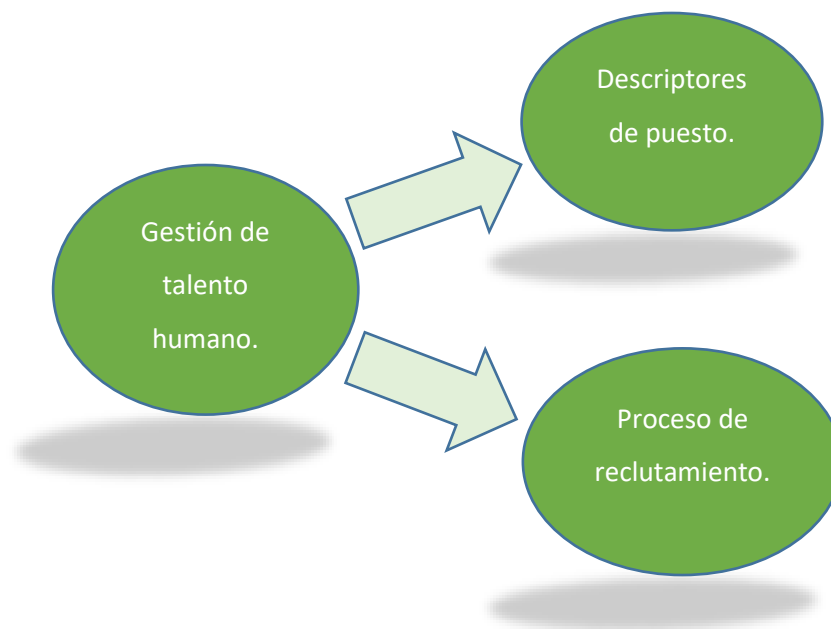 Gestión de
talento
humano.
Descriptores
de puesto.
Proceso de
reclutamiento.